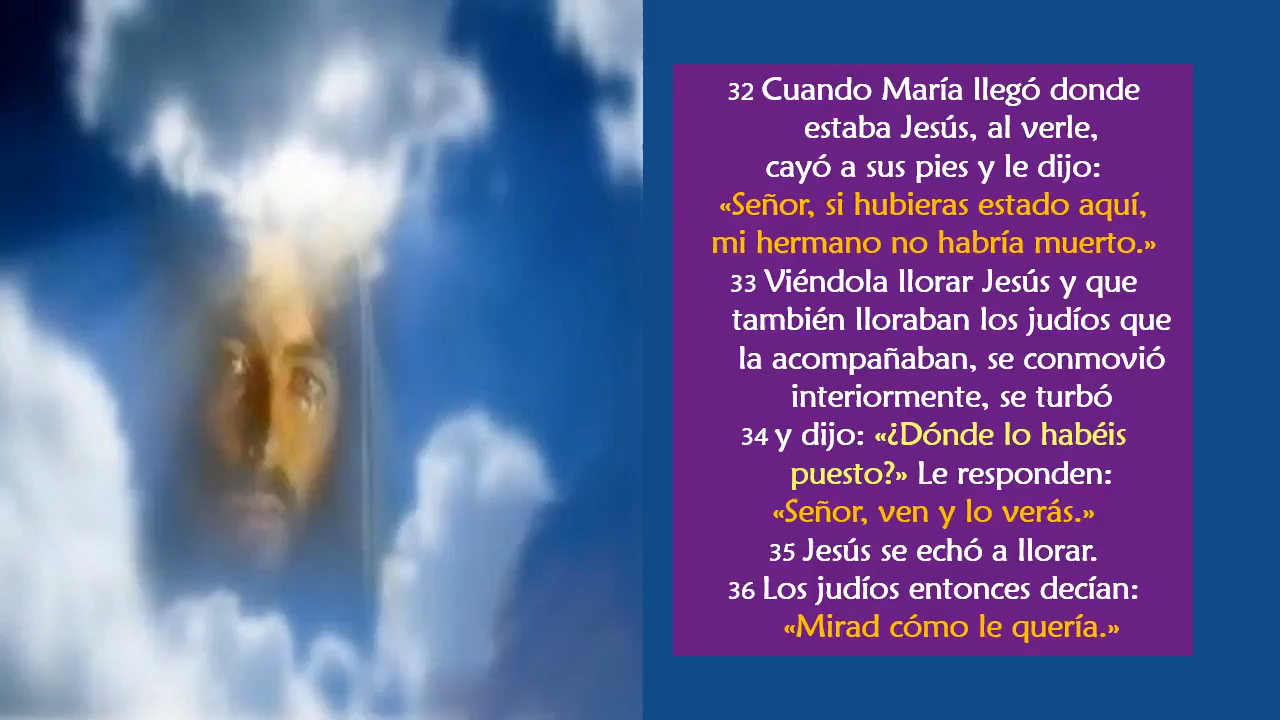 32 Cuando María llegó donde
estaba Jesús, al verle,
cayó a sus pies y le dijo:
«Señor, si hubieras estado aquí,
mi hermano no habría muerto.»
33 Viéndola llorar Jesús y que
también lloraban los judíos que
la acompañaban, se conmovió
interiormente, se turbó
34 y dijo: «¿Dónde lo habéis
puesto?» Le responden:
«Señor, ven y lo verás.»
35 Jesús se echó a llorar.
36 Los judíos entonces decían:
«Mirad cómo le quería.»